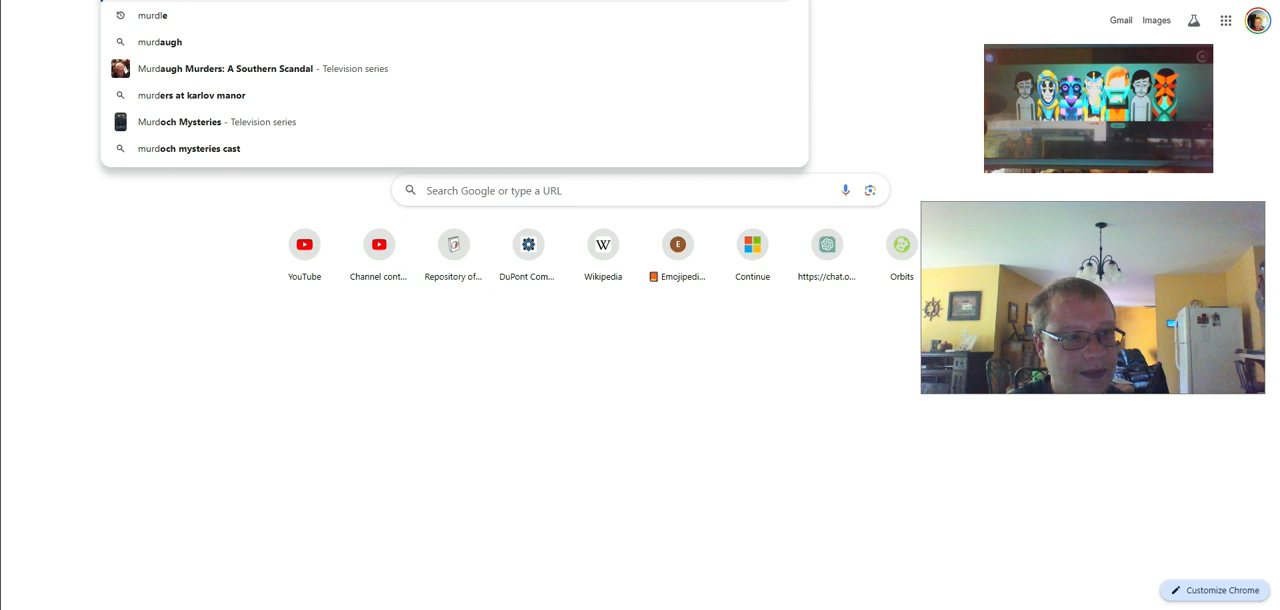 murdle
Gmail Images
murdaugh
Murdaugh Murders: A Southern Scandal - Television series
murders at karlov manor
Murdoch Mysteries - Television series
murdoch mysteries cast
Search Google or type a URL
YouTube
Channel cont...
Repository of...
DuPont Com...
Wikipedia
E
Emojipedi...
Continue
https://chat.o...
Orbits
W
Customize Chrome